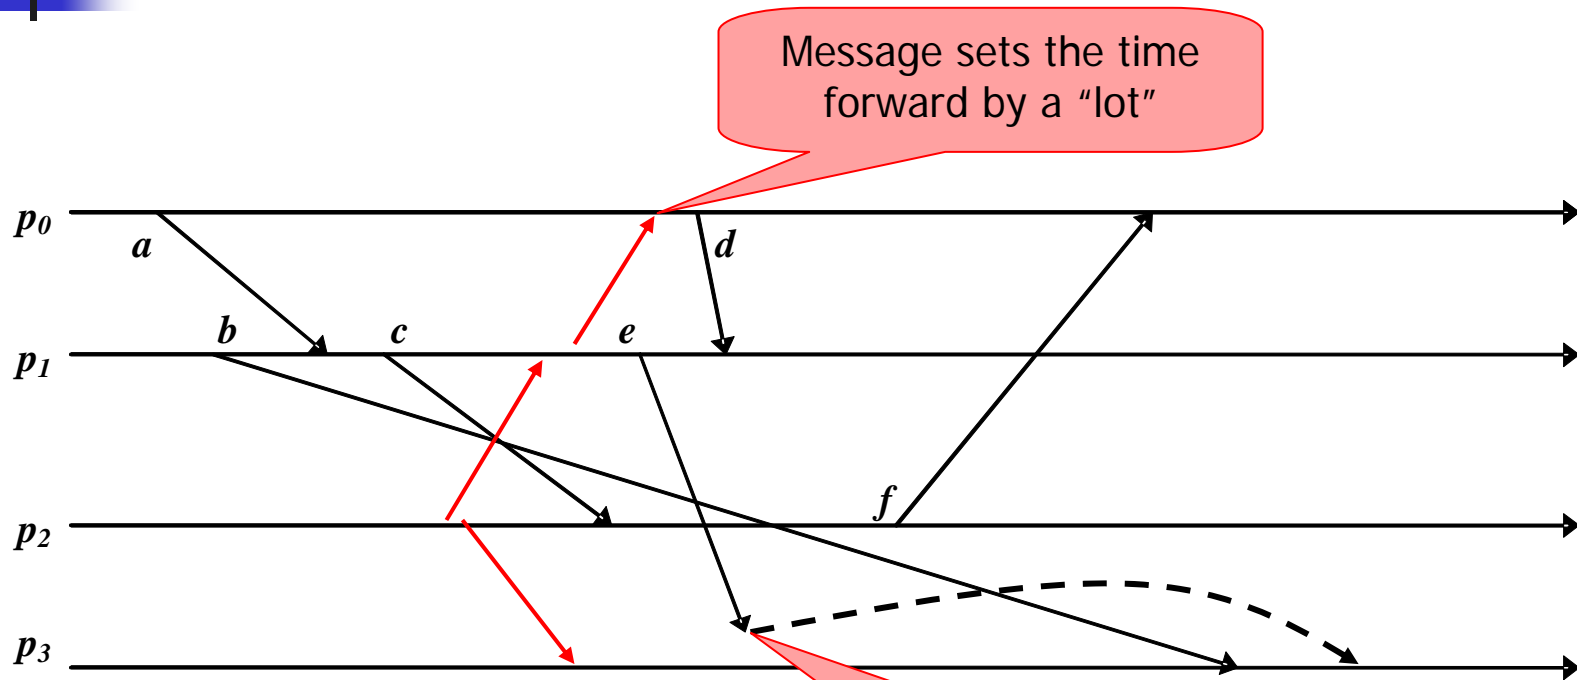 Message sets the time
forward by a “lot”
p0
a
d
b
c
e
p1
f
p2
p3